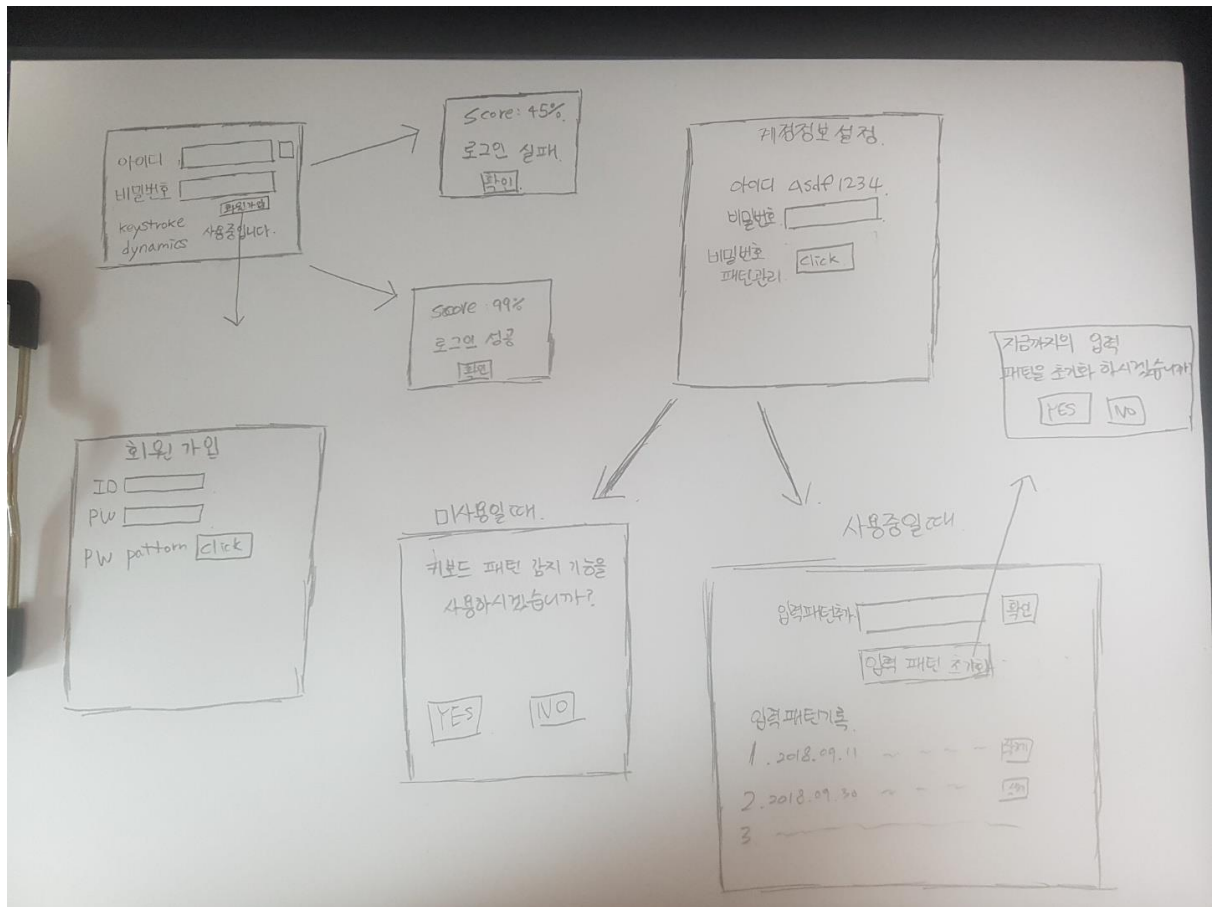 아이디
비밀번호
회원가입
keystroke
dynamics 사용중입니다.
Score: 45%
로그인 실패
확인
Score: 99%
로그인 성공
확인
회원가입
ID
PW
PW pattorn click
계정정보 설정.
아이디 asdf1234.
비밀번호
비밀번호
패턴관리
click
미사용일때.
키보드 패턴 감지 기능을
사용하시겠습니까?
YES NO
사용중일때
입력패턴추가 확인
입력 패턴 초기화
입력패턴기록
1. 2018.09.11 ~ ~ ~ ~ 삭제
2. 2018.09.30 ~ ~ ~ ~ 삭제
3
지금까지의 입력
패턴을 초기화 하시겠습니까?
YES NO